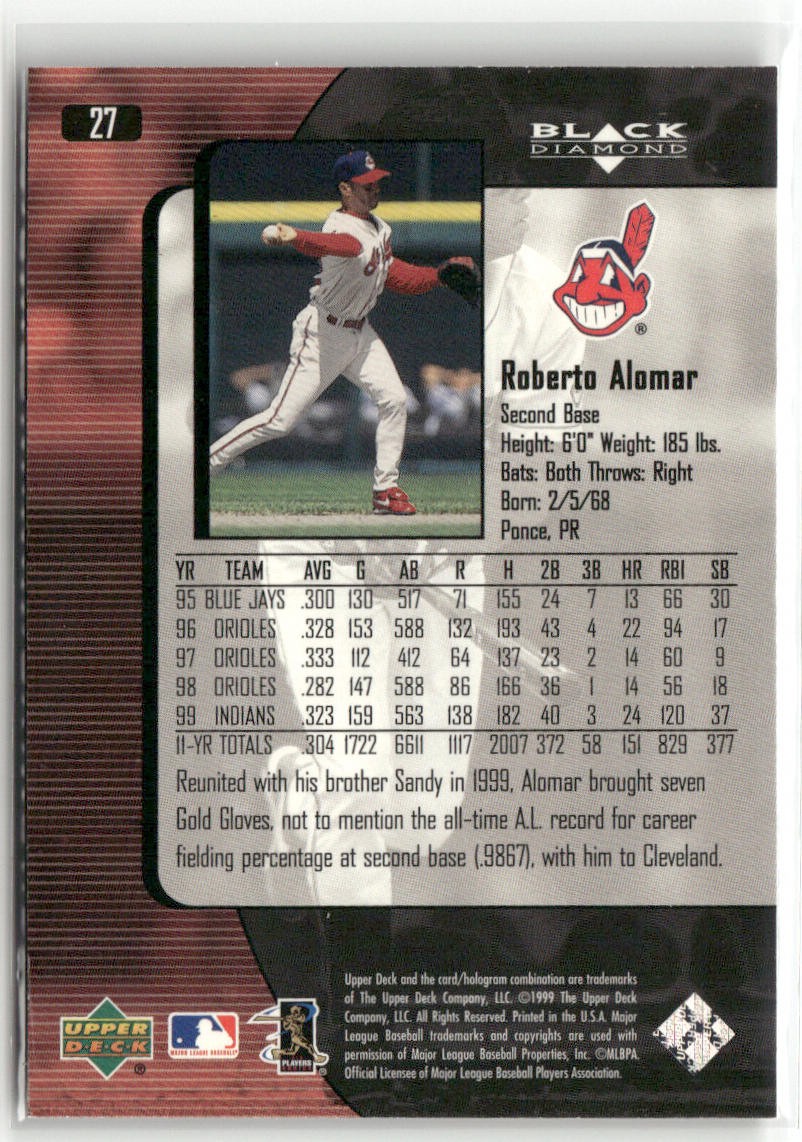 27
BLACK
DIAMOND
®
Roberto Alomar
Second Base
Height: 6'0" Weight: 185 lbs.
Bats: Both Throws: Right
Born: 2/5/68
Ponce, PR
YR TEAM AVG G AB R H 2B 3B HR RBI SB
95 BLUE JAYS .300 130 517 71 155 24 7 13 66 30
96 ORIOLES .328 153 588 132 193 43 4 22 94 17
97 ORIOLES .333 112 412 64 137 23 2 14 60 9
98 ORIOLES .282 147 588 86 166 36 1 14 56 18
99 INDIANS .323 159 563 138 182 40 3 24 120 37
11-YR TOTALS .304 1722 6611 1117 2007 372 58 151 829 377
Reunited with his brother Sandy in 1999, Alomar brought seven
Gold Gloves, not to mention the all-time A.L. record for career
fielding percentage at second base (.9867), with him to Cleveland.
Upper Deck and the card/hologram combination are trademarks
of The Upper Deck Company, LLC. ©1999 The Upper Deck
Company, LLC. All Rights Reserved. Printed in the U.S.A. Major
League Baseball trademarks and copyrights are used with
permission of Major League Baseball Properties, Inc. ©MLBPA.
Official Licensee of Major League Baseball Players Association.
UPPER
DECK
®
MAJOR LEAGUE BASEBALL
PLAYERS
®